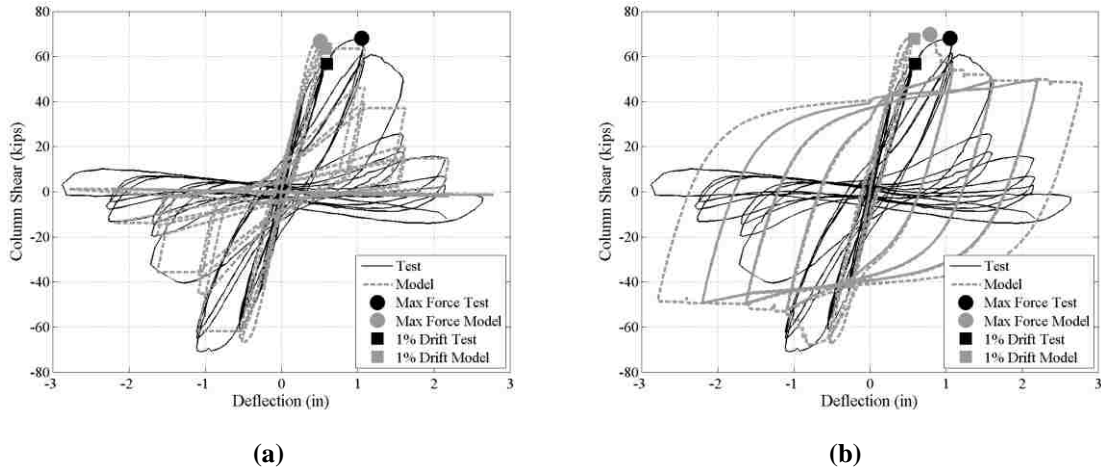 80
60
40
20
0
-20
-40
-60
-80
Column Shear (kips)
-3 -2 -1 0 1 2 3
Deflection (in)
Test
Model
Max Force Test
Max Force Model
1% Drift Test
1% Drift Model
(a)
80
60
40
20
0
-20
-40
-60
-80
Column Shear (kips)
-3 -2 -1 0 1 2 3
Deflection (in)
Test
Model
Max Force Test
Max Force Model
1% Drift Test
1% Drift Model
(b)